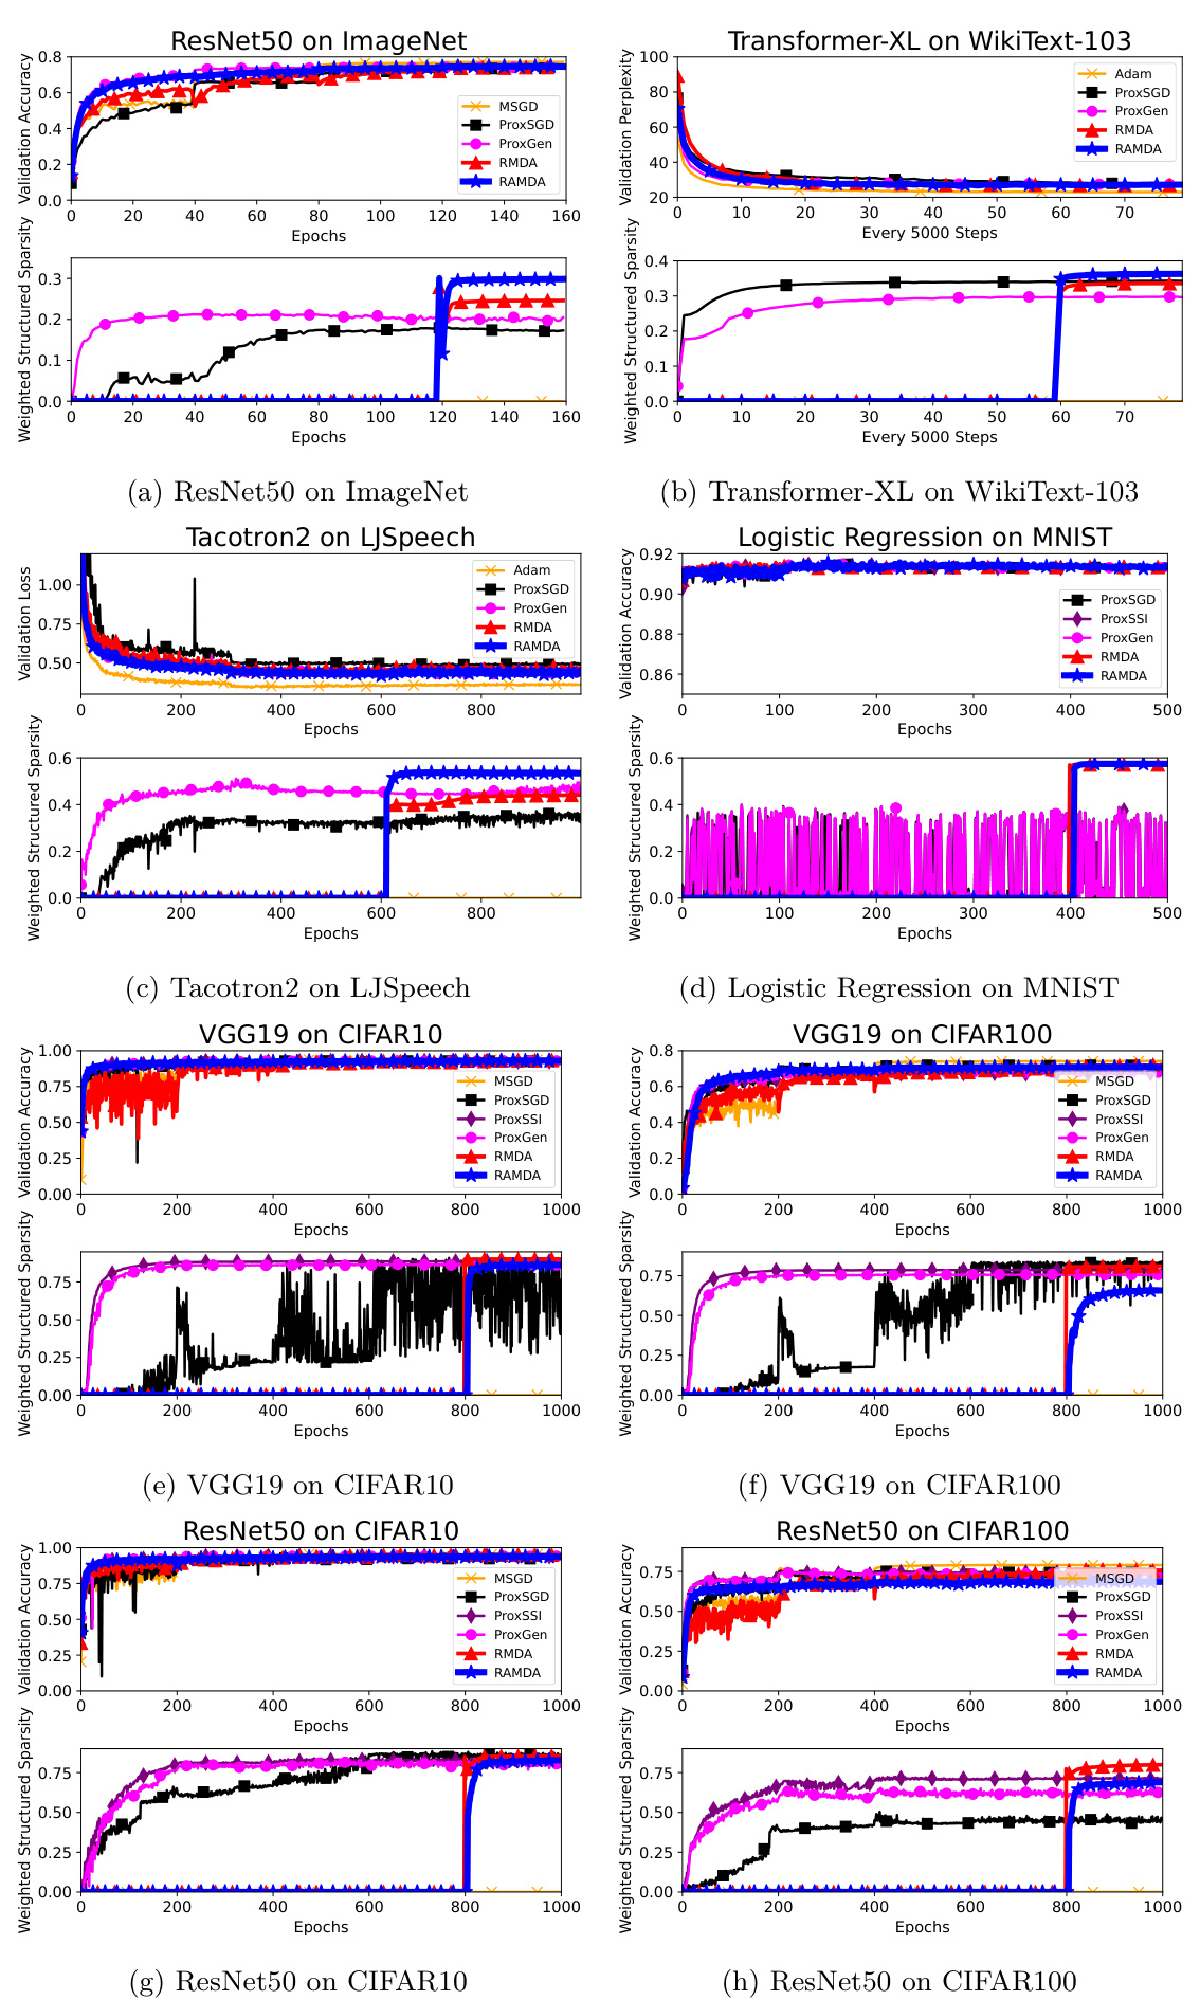 ResNet50 on ImageNet
Validation Accuracy
0.8
0.6
0.4
0.2
0.0
MSGD
ProxSGD
ProxGen
RMDA
RAMDA
0 20 40 60 80 100 120 140 160
Epochs
Weighted Structured Sparsity
0.3
0.2
0.1
0.0
0 20 40 60 80 100 120 140 160
Epochs
(a) ResNet50 on ImageNet
Transformer-XL on WikiText-103
Validation Perplexity
100
80
60
40
20
Adam
ProxSGD
ProxGen
RMDA
RAMDA
0 10 20 30 40 50 60 70
Every 5000 Steps
Weighted Structured Sparsity
0.4
0.3
0.2
0.1
0.0
0 10 20 30 40 50 60 70
Every 5000 Steps
(b) Transformer-XL on WikiText-103
Tacotron2 on LJSpeech
Validation Loss
1.00
0.75
0.50
Adam
ProxSGD
ProxGen
RMDA
RAMDA
200 400 600 800
Epochs
Weighted Structured Sparsity
0.6
0.4
0.2
0.0
0 200 400 600 800
Epochs
(c) Tacotron2 on LJSpeech
Logistic Regression on MNIST
Validation Accuracy
0.92
0.90
0.88
0.86
ProxSGD
ProxSSI
ProxGen
RMDA
RAMDA
0 100 200 300 400 500
Epochs
Weighted Structured Sparsity
0.6
0.4
0.2
0.0
0 100 200 300 400 500
Epochs
(d) Logistic Regression on MNIST
VGG19 on CIFAR10
Validation Accuracy
1.00
0.75
0.50
0.25
0.00
MSGD
ProxSGD
ProxSSI
ProxGen
RMDA
RAMDA
0 200 400 600 800 1000
Epochs
Weighted Structured Sparsity
0.75
0.50
0.25
0.00
0 200 400 600 800 1000
Epochs
(e) VGG19 on CIFAR10
VGG19 on CIFAR100
Validation Accuracy
0.8
0.6
0.4
0.2
0.0
MSGD
ProxSGD
ProxSSI
ProxGen
RMDA
RAMDA
0 200 400 600 800 1000
Epochs
Weighted Structured Sparsity
0.75
0.50
0.25
0.00
0 200 400 600 800 1000
Epochs
(f) VGG19 on CIFAR100
ResNet50 on CIFAR10
Validation Accuracy
1.00
0.75
0.50
0.25
0.00
MSGD
ProxSGD
ProxSSI
ProxGen
RMDA
RAMDA
0 200 400 600 800 1000
Epochs
Weighted Structured Sparsity
0.75
0.50
0.25
0.00
0 200 400 600 800 1000
Epochs
(g) ResNet50 on CIFAR10
ResNet50 on CIFAR100
Validation Accuracy
0.75
0.50
0.25
0.00
MSGD
ProxSGD
ProxSSI
ProxGen
RMDA
RAMDA
0 200 400 600 800 1000
Epochs
Weighted Structured Sparsity
0.75
0.50
0.25
0.00
0 200 400 600 800 1000
Epochs
(h) ResNet50 on CIFAR100